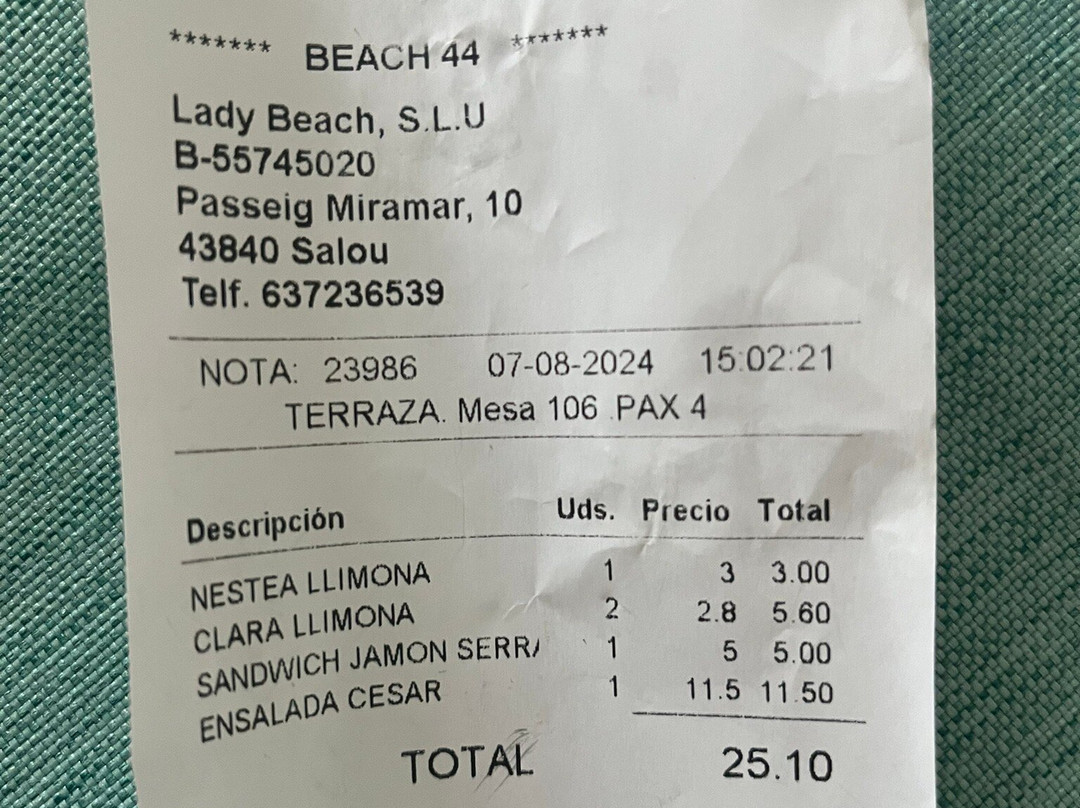 ******* BEACH 44 *******
Lady Beach, S.L.U
B-55745020
Passeig Miramar, 10
43840 Salou
Telf. 637236539
NOTA: 23986 07-08-2024 15:02:21
TERRAZA. Mesa 106 .PAX 4
Descripción Uds. Precio Total
NESTEA LLIMONA 1 3 3.00
CLARA LLIMONA 2 2.8 5.60
SANDWICH JAMON SERR 1 5 5.00
ENSALADA CESAR 1 11.5 11.50
TOTAL 25.10